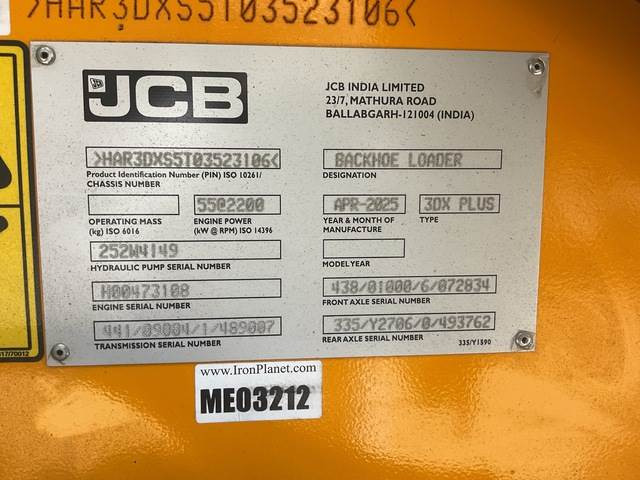 >HAR3DXS5T03523106<
JCB
JCB INDIA LIMITED
23/7, MATHURA ROAD
BALLABGARH-121004 (INDIA)
>HAR3DXS5T03523106<
Product Identification Number (PIN) ISO 10261/
CHASSIS NUMBER
BACKHOE LOADER
DESIGNATION
OPERATING MASS
(kg) ISO 6016
55@2200
ENGINE POWER
(kW @ RPM) ISO 14396
APR-2025
YEAR & MONTH OF
MANUFACTURE
3DX PLUS
TYPE
252W4149
HYDRAULIC PUMP SERIAL NUMBER
MODEL YEAR
H00473108
ENGINE SERIAL NUMBER
438/01000/6/072834
FRONT AXLE SERIAL NUMBER
441/09004/1/489007
TRANSMISSION SERIAL NUMBER
335/Y2706/0/493762
REAR AXLE SERIAL NUMBER
335/Y1590
www.IronPlanet.com
ME03212